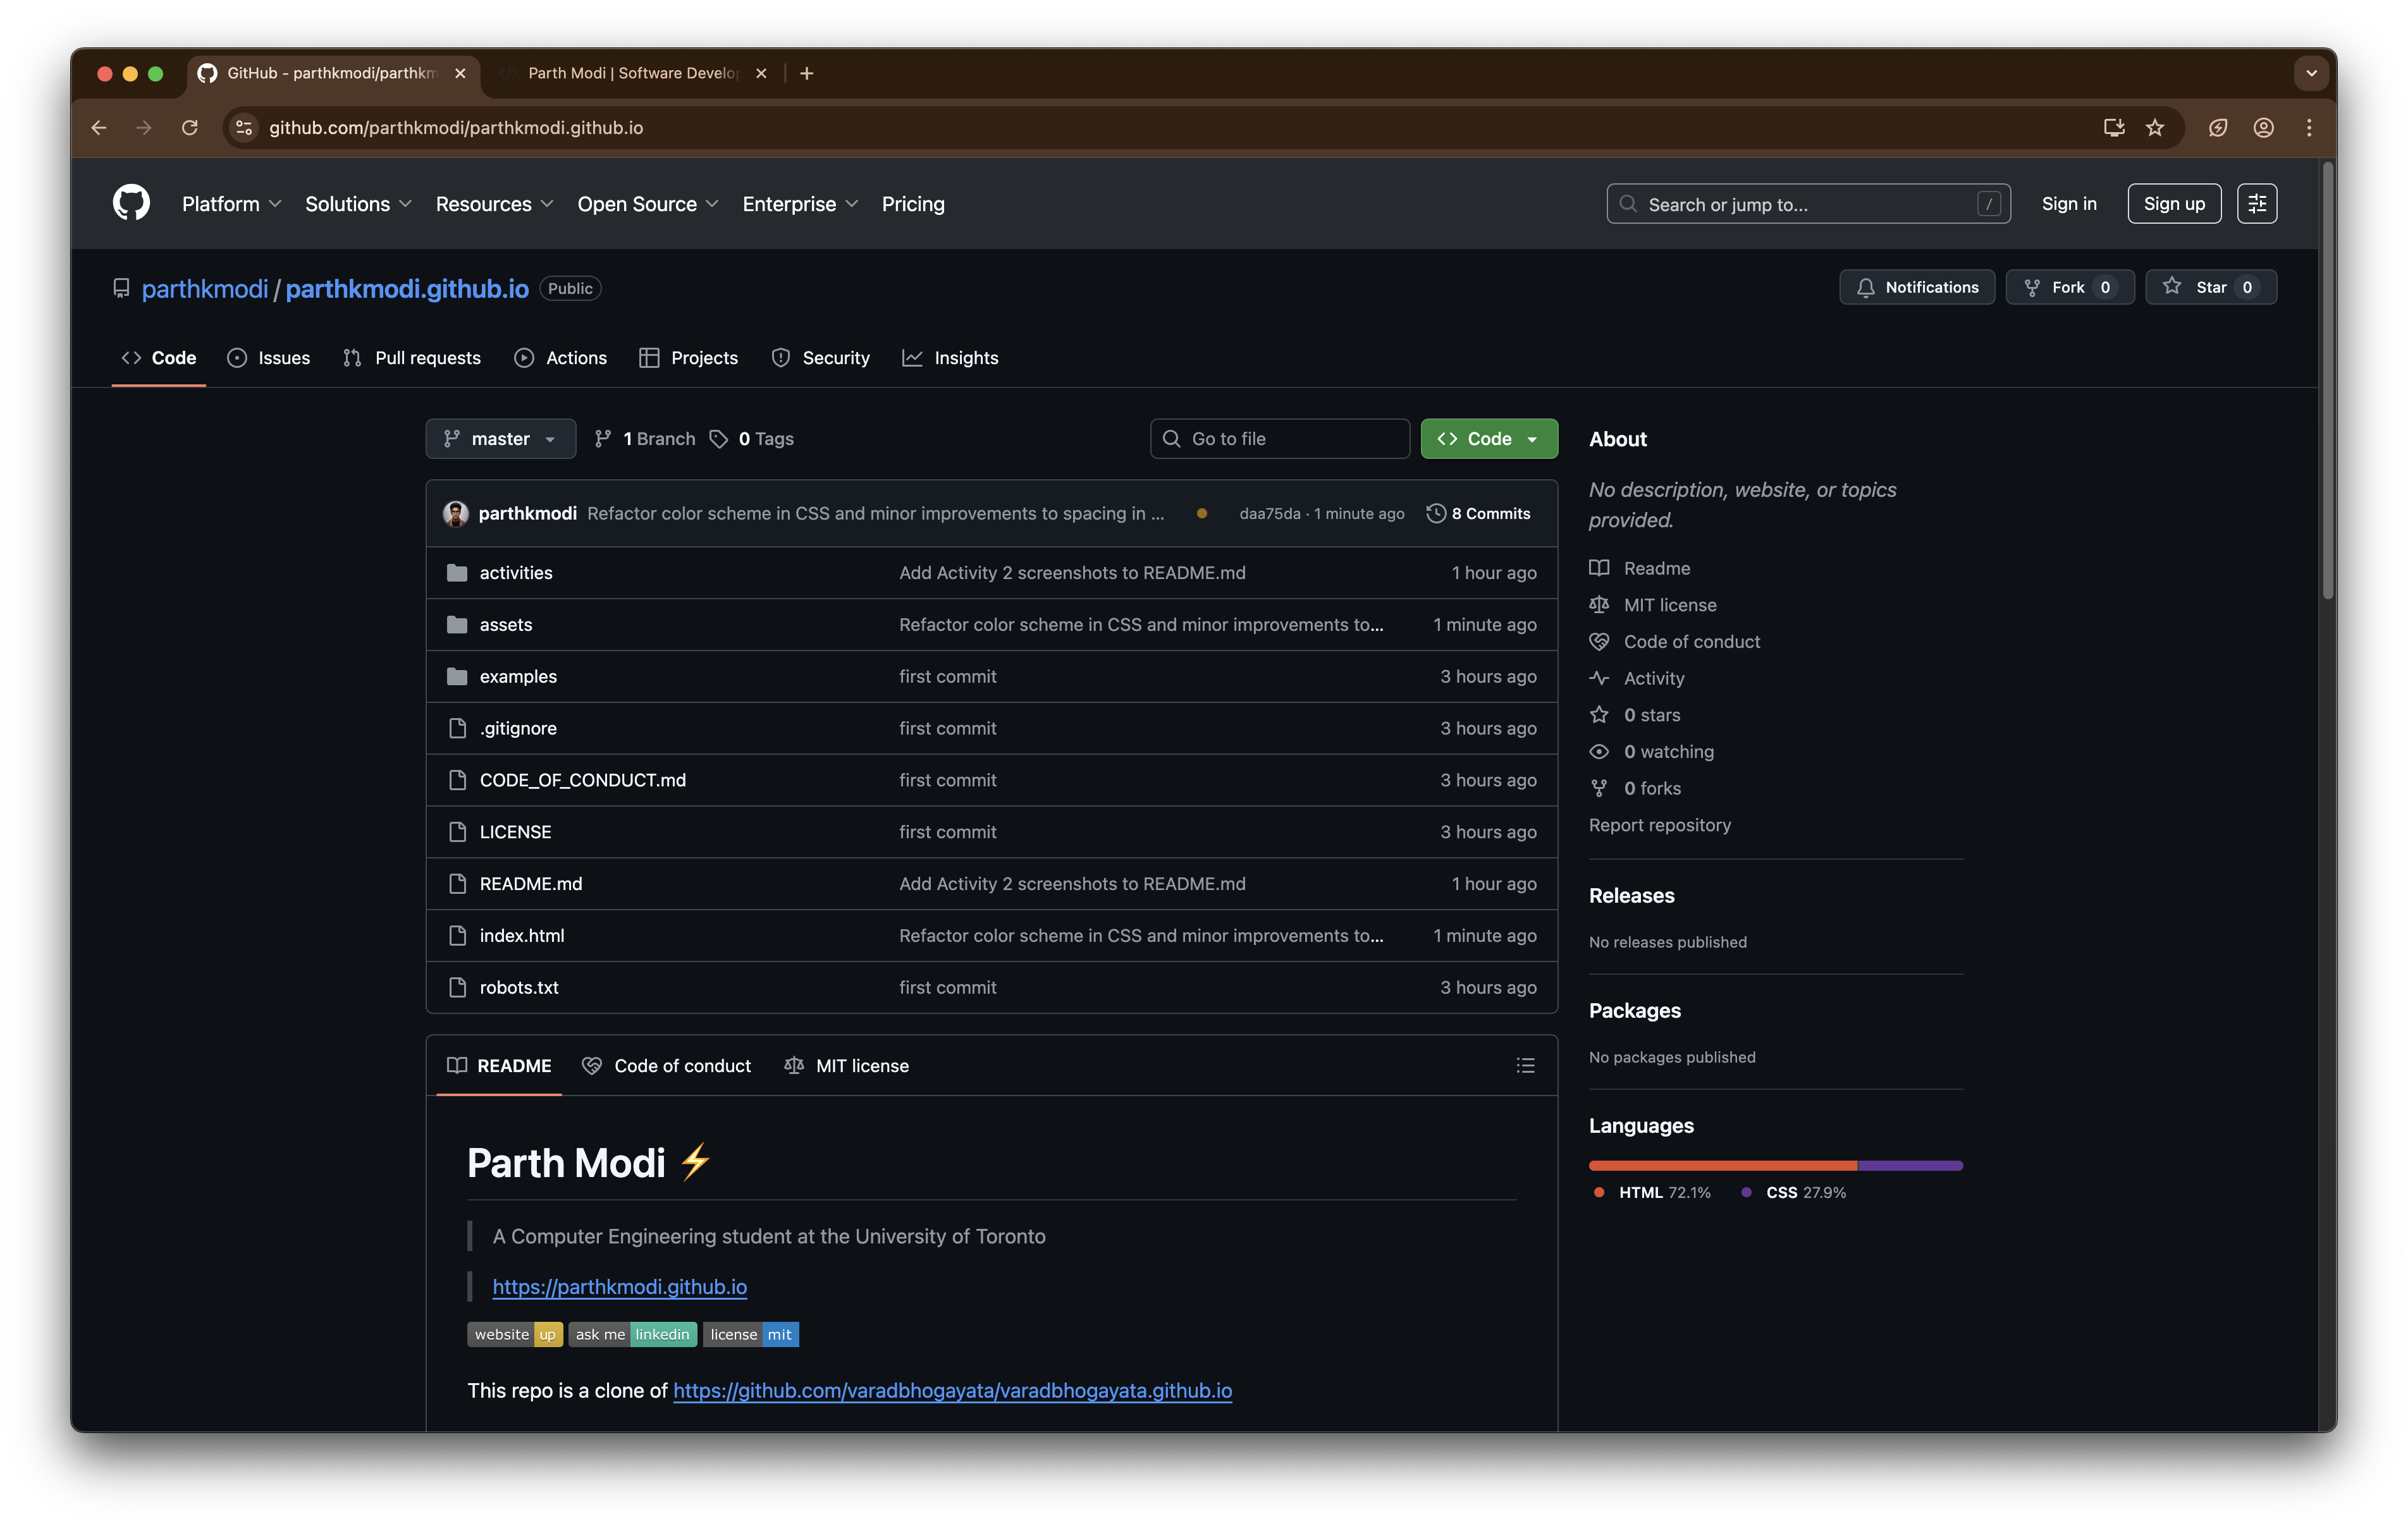 GitHub - parthkmodi/parthkm
Parth Modi | Software Develo
github.com/parthkmodi/parthkmodi.github.io
Platform Solutions Resources Open Source Enterprise Pricing Search or jump to... / Sign in Sign up
parthkmodi / parthkmodi.github.io Public Notifications Fork 0 Star 0
Code Issues Pull requests Actions Projects Security Insights
master 1 Branch 0 Tags Go to file Code
parthkmodi Refactor color scheme in CSS and minor improvements to spacing in ... daa75da · 1 minute ago 8 Commits
activities Add Activity 2 screenshots to README.md 1 hour ago
assets Refactor color scheme in CSS and minor improvements to... 1 minute ago
examples first commit 3 hours ago
.gitignore first commit 3 hours ago
CODE_OF_CONDUCT.md first commit 3 hours ago
LICENSE first commit 3 hours ago
README.md Add Activity 2 screenshots to README.md 1 hour ago
index.html Refactor color scheme in CSS and minor improvements to... 1 minute ago
robots.txt first commit 3 hours ago
README Code of conduct MIT license
Parth Modi ⚡
A Computer Engineering student at the University of Toronto
https://parthkmodi.github.io
website up ask me linkedin license mit
This repo is a clone of https://github.com/varadbhogayata/varadbhogayata.github.io
About
No description, website, or topics
provided.
Readme
MIT license
Code of conduct
Activity
0 stars
0 watching
0 forks
Report repository
Releases
No releases published
Packages
No packages published
Languages
HTML 72.1% CSS 27.9%